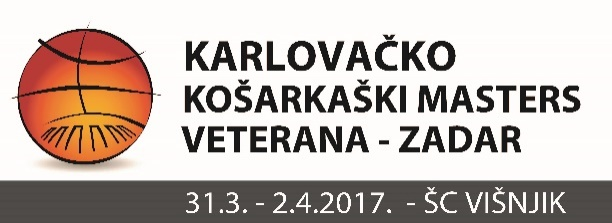 KARLOVAČKO
KOŠARKAŠKI MASTERS
VETERANA - ZADAR
31.3. - 2.4.2017. - ŠC VIŠNJIK